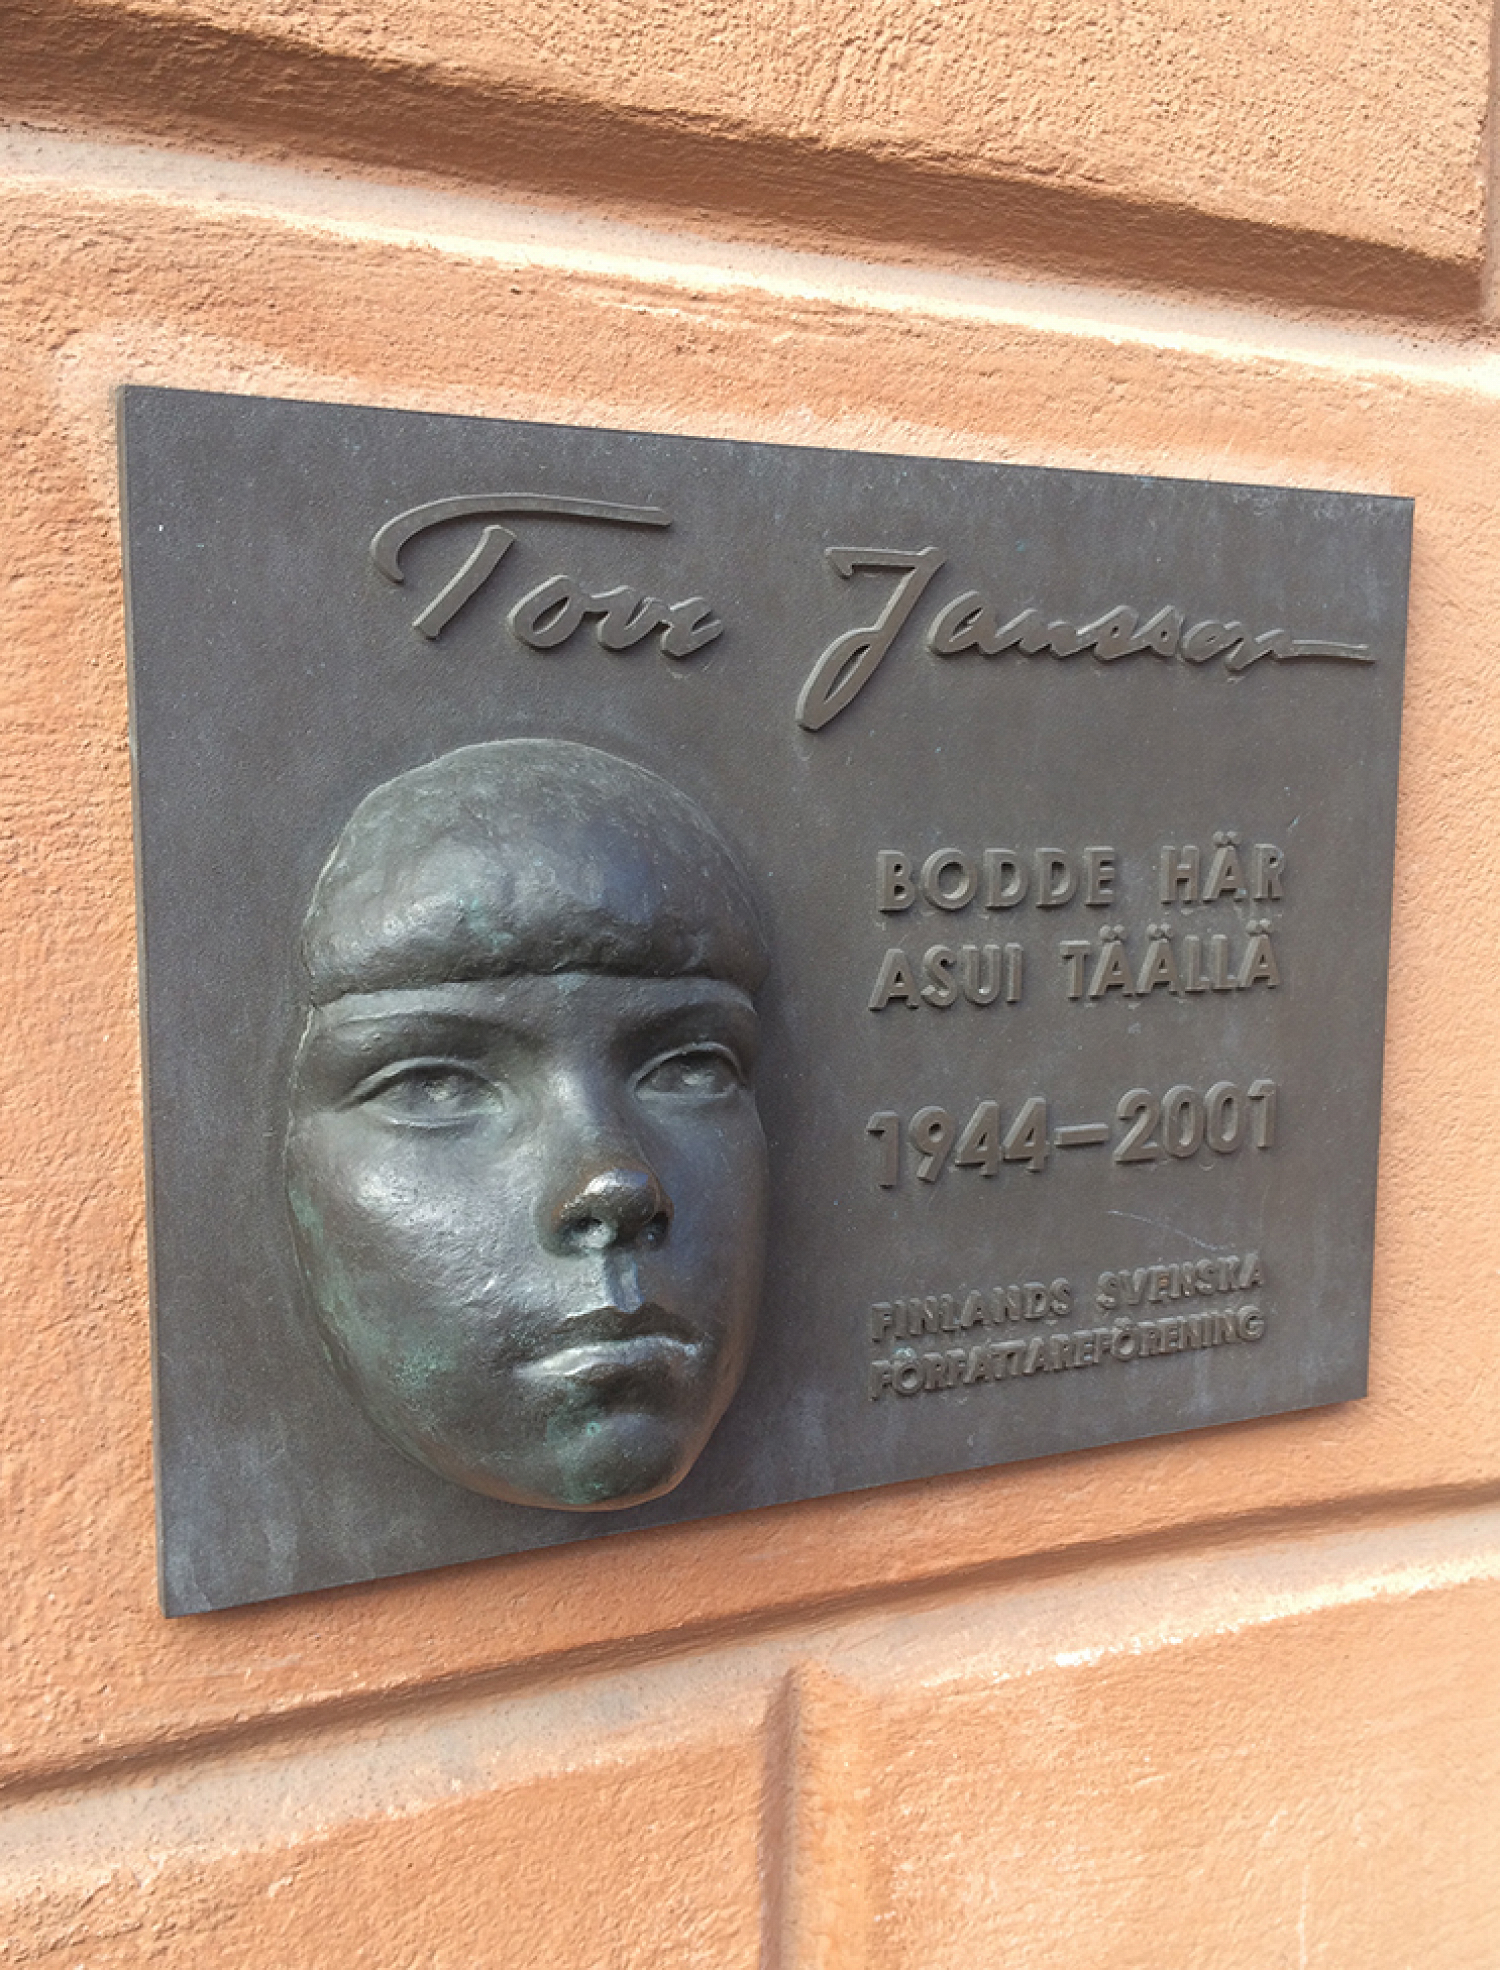 Tove Jansson
BODDE HÄR
ASUI TÄÄLLÄ
1944–2001
FINLANDS SVENSKA
FÖRFATTAREFÖRENING